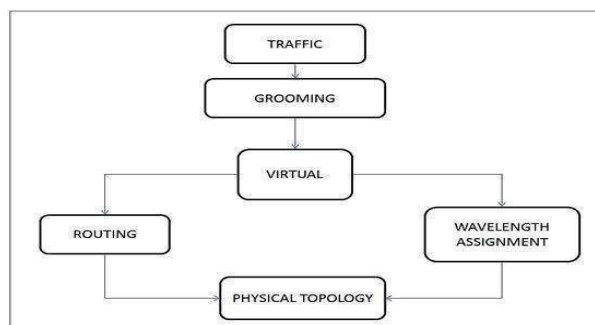 TRAFFIC
GROOMING
VIRTUAL
ROUTING
WAVELENGTH
ASSIGNMENT
PHYSICAL TOPOLOGY